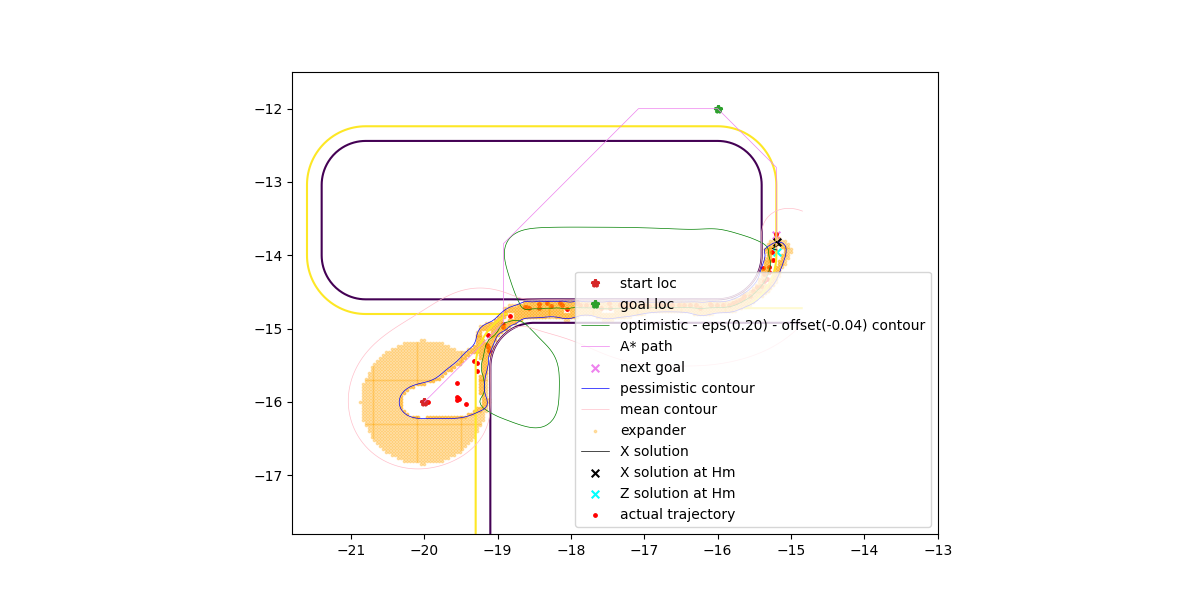 −12
−13
−14
−15
−16
−17
−21
−20
−19
−18
−17
−16
−15
−14
−13
start loc
goal loc
optimistic - eps(0.20) - offset(-0.04) contour
A* path
next goal
pessimistic contour
mean contour
expander
X solution
X solution at Hm
Z solution at Hm
actual trajectory